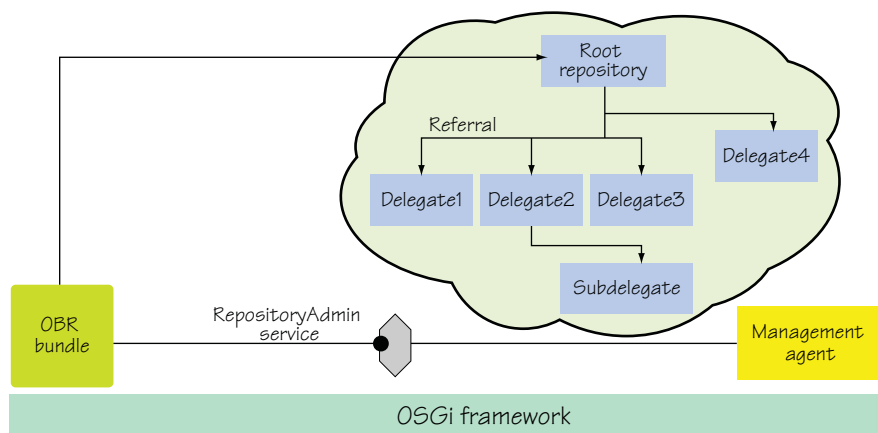 Root
repository
Referral
Delegate4
Delegate1
Delegate2
Delegate3
Subdelegate
OBR
bundle
RepositoryAdmin
service
Management
agent
OSGi framework